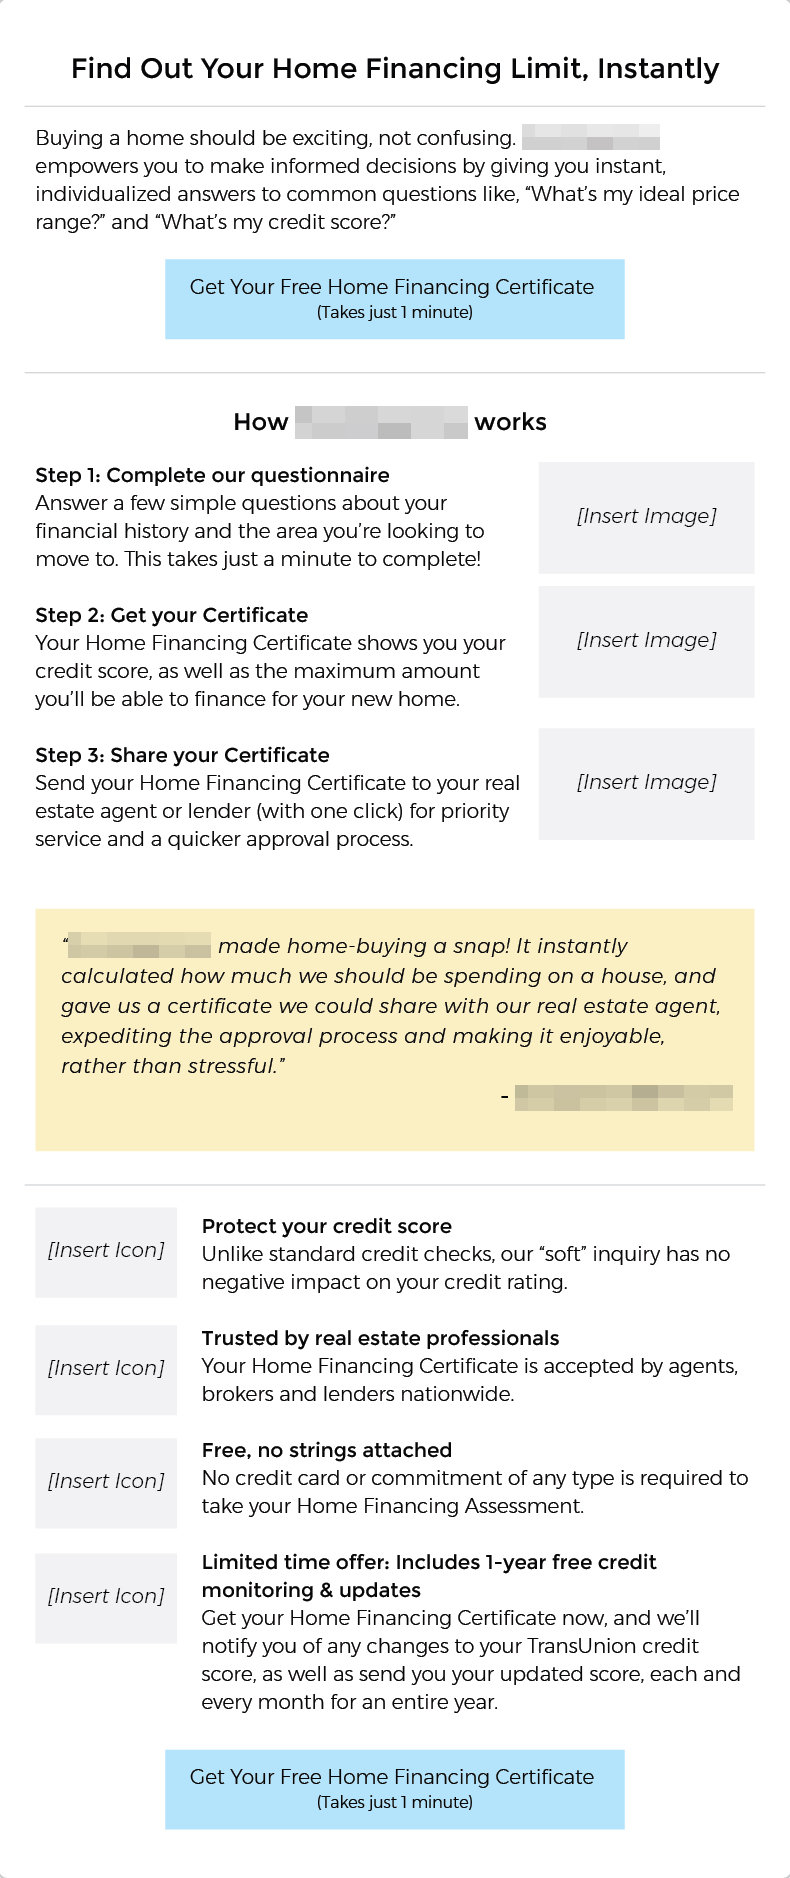 Find Out Your Home Financing Limit, Instantly
Buying a home should be exciting, not confusing.
empowers you to make informed decisions by giving you instant,
individualized answers to common questions like, “What’s my ideal price
range?” and “What’s my credit score?”
Get Your Free Home Financing Certificate
(Takes just 1 minute)
How works
Step 1: Complete our questionnaire
Answer a few simple questions about your
financial history and the area you’re looking to
move to. This takes just a minute to complete!
[Insert Image]
Step 2: Get your Certificate
Your Home Financing Certificate shows you your
credit score, as well as the maximum amount
you’ll be able to finance for your new home.
[Insert Image]
Step 3: Share your Certificate
Send your Home Financing Certificate to your real
estate agent or lender (with one click) for priority
service and a quicker approval process.
[Insert Image]
“ made home-buying a snap! It instantly
calculated how much we should be spending on a house, and
gave us a certificate we could share with our real estate agent,
expediting the approval process and making it enjoyable,
rather than stressful.”
-
[Insert Icon]
Protect your credit score
Unlike standard credit checks, our “soft” inquiry has no
negative impact on your credit rating.
[Insert Icon]
Trusted by real estate professionals
Your Home Financing Certificate is accepted by agents,
brokers and lenders nationwide.
[Insert Icon]
Free, no strings attached
No credit card or commitment of any type is required to
take your Home Financing Assessment.
[Insert Icon]
Limited time offer: Includes 1-year free credit
monitoring & updates
Get your Home Financing Certificate now, and we’ll
notify you of any changes to your TransUnion credit
score, as well as send you your updated score, each and
every month for an entire year.
Get Your Free Home Financing Certificate
(Takes just 1 minute)